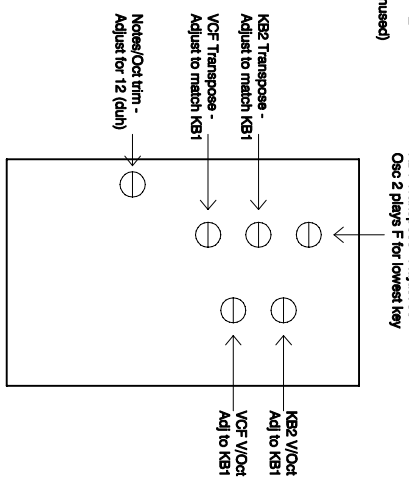 nused)
Osc 2 plays F for lowest key
KB2 Transpose -
Adjust to match KB1
VCF Transpose -
Adjust to match KB1
Notes/Oct trim -
Adjust for 12 (duh)
KB2 V/Oct
Adj to KB1
VCF V/Oct
Adj to KB1